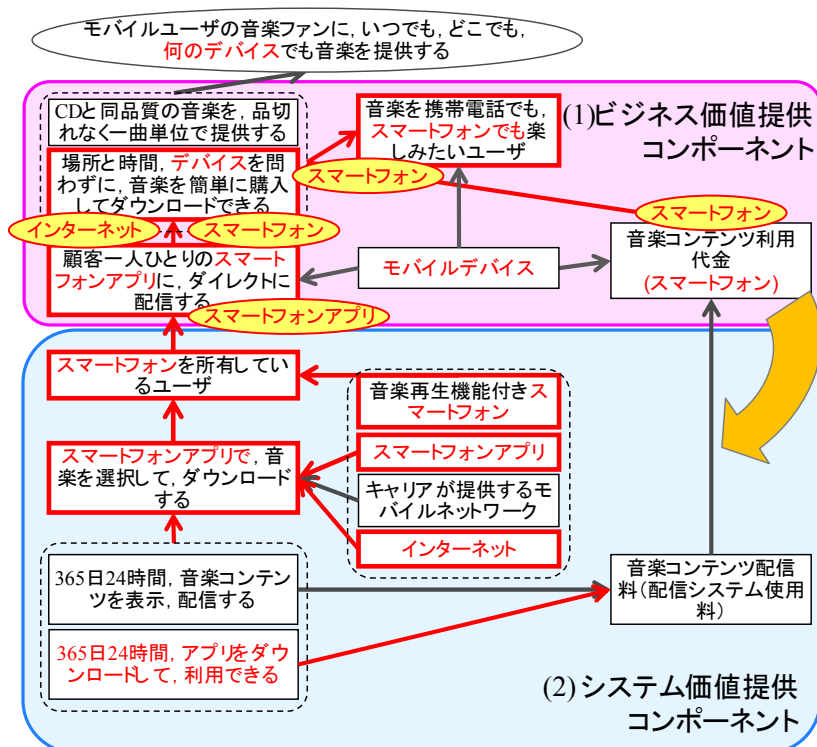 モバイルユーザの音楽ファンに，いつでも，どこでも，
何のデバイスでも音楽を提供する
CDと同品質の音楽を，品切
れなく一曲単位で提供する
音楽を携帯電話でも，
スマートフォンでも楽
しみたいユーザ
(1)ビジネス価値提供
コンポーネント
場所と時間，デバイスを問
わずに，音楽を簡単に購入
してダウンロードできる
スマートフォン
インターネット
スマートフォン
スマートフォン
顧客一人ひとりのスマート
フォンアプリに，ダイレクトに
配信する
モバイルデバイス
音楽コンテンツ利用
代金
(スマートフォン)
スマートフォンアプリ
スマートフォンを所有して
いるユーザ
音楽再生機能付きス
マートフォン
スマートフォンアプリで，音
楽を選択して，ダウンロード
する
スマートフォンアプリ
キャリアが提供するモ
バイルネットワーク
インターネット
365日24時間，音楽コンテン
ツを表示，配信する
音楽コンテンツ配信
料（配信システム使用
料）
365日24時間，アプリをダウ
ンロードして，利用できる
(2)システム価値提供
コンポーネント